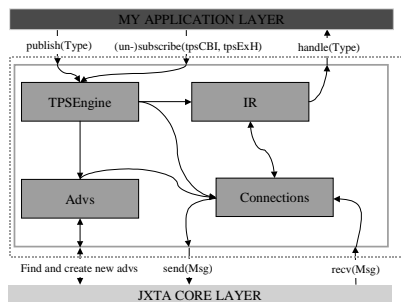 MY APPLICATION LAYER
publish(Type)
(un-)subscribe(tpsCBI, tpsExH)
handle(Type)
TPSEngine
IR
Advs
Connections
Find and create new advs
send(Msg)
recv(Msg)
JXTA CORE LAYER